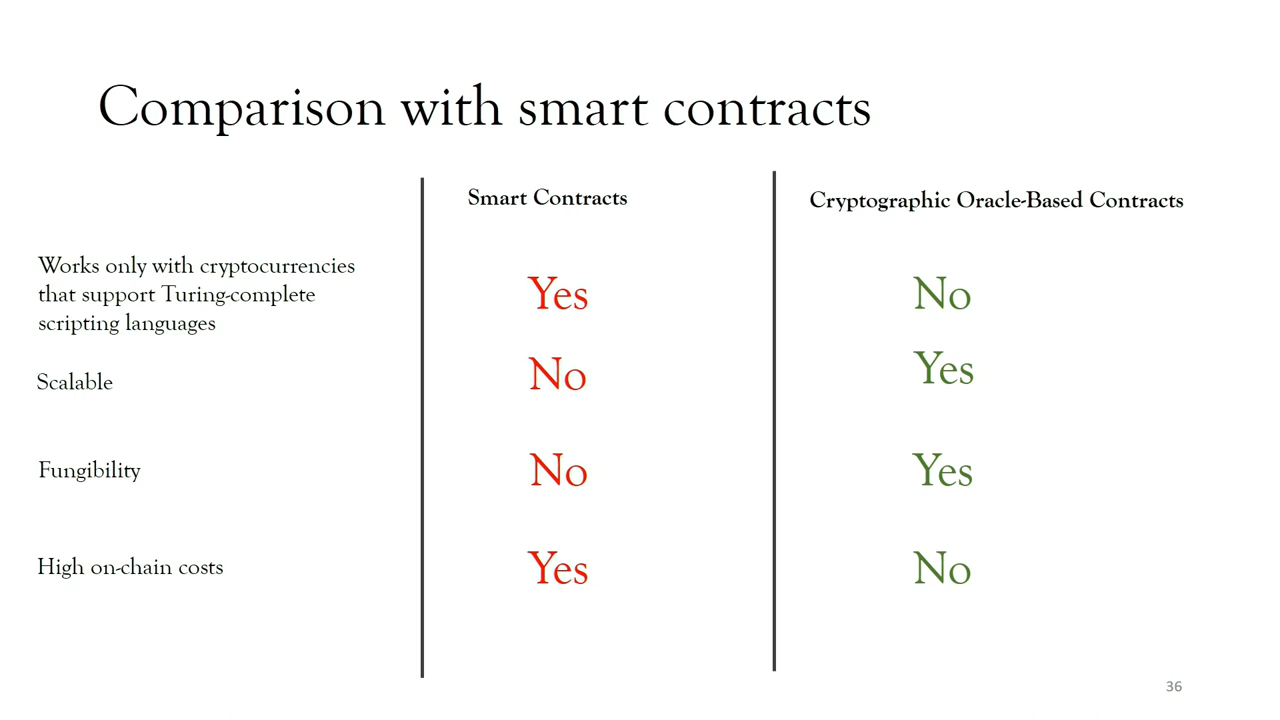 Comparison with smart contracts
Smart Contracts
Cryptographic Oracle-Based Contracts
Works only with cryptocurrencies
that support Turing-complete
scripting languages
Yes
No
Scalable
No
Yes
Fungibility
No
Yes
High on-chain costs
Yes
No
36